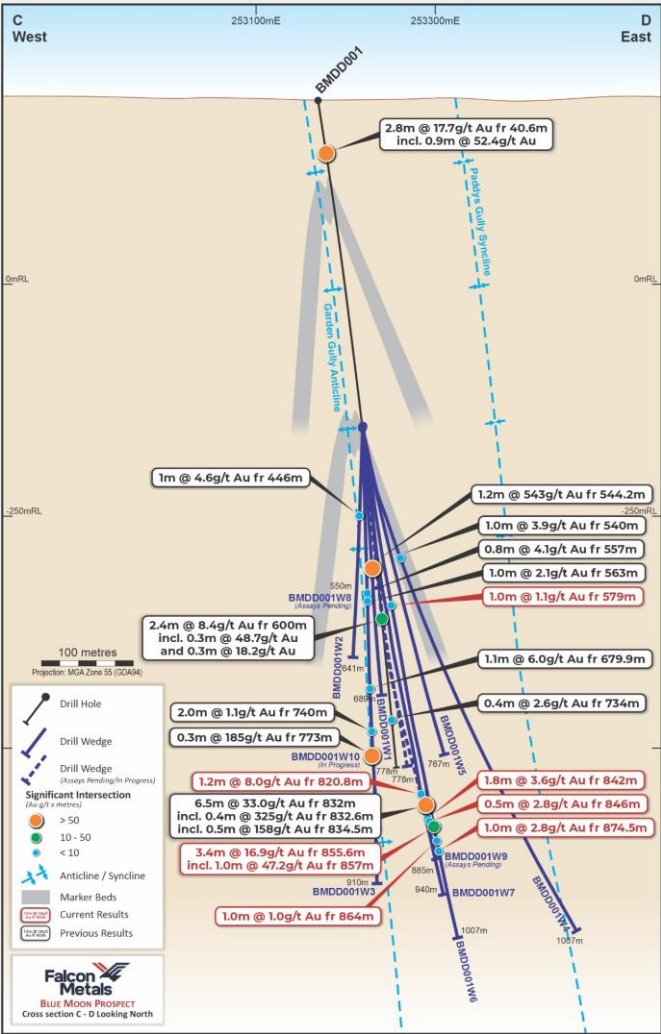 C
West
253100mE
253300mE
D
East
BMDD001
2.8m @ 17.7g/t Au fr 40.6m
incl. 0.9m @ 52.4g/t Au
Paddys Gully Syncline
0mRL
0mRL
Garden Gully Anticline
1m @ 4.6g/t Au fr 446m
1.2m @ 543g/t Au fr 544.2m
-250mRL
-250mRL
1.0m @ 3.9g/t Au fr 540m
0.8m @ 4.1g/t Au fr 557m
1.0m @ 2.1g/t Au fr 563m
550m
BMDD001W8
(Assays Pending)
1.0m @ 1.1g/t Au fr 579m
2.4m @ 8.4g/t Au fr 600m
incl. 0.3m @ 48.7g/t Au
and 0.3m @ 18.2g/t Au
BMDD001W2
641m
1.1m @ 6.0g/t Au fr 679.9m
100 metres
Projection: MGA Zone 55 (GDA94)
689m
BMDD001W1
0.4m @ 2.6g/t Au fr 734m
2.0m @ 1.1g/t Au fr 740m
0.3m @ 185g/t Au fr 773m
BMDD001W10
(In Progress)
778m
778m
767m
BMDD001W5
1.2m @ 8.0g/t Au fr 820.8m
1.8m @ 3.6g/t Au fr 842m
6.5m @ 33.0g/t Au fr 832m
incl. 0.4m @ 325g/t Au fr 832.6m
incl. 0.5m @ 158g/t Au fr 834.5m
0.5m @ 2.8g/t Au fr 846m
1.0m @ 2.8g/t Au fr 874.5m
3.4m @ 16.9g/t Au fr 855.6m
incl. 1.0m @ 47.2g/t Au fr 857m
BMDD001W9
(Assays Pending)
885m
910m
BMDD001W3
940m
BMDD001W7
1.0m @ 1.0g/t Au fr 864m
1007m
BMDD001W6
BMDD001W4
1007m
Drill Hole
Drill Wedge
Drill Wedge
(Assays Pending/In Progress)
Significant Intersection
(Au g/t x metres)
> 50
10 - 50
< 10
Anticline / Syncline
Marker Beds
Current Results
Previous Results
Falcon
Metals
BLUE MOON PROSPECT
Cross section C - D Looking North